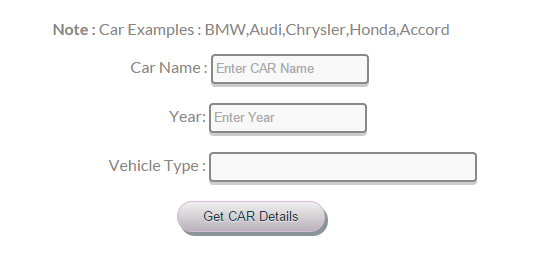 Note : Car Examples : BMW,Audi,Chrysler,Honda,Accord
Car Name : Enter CAR Name
Year: Enter Year
Vehicle Type :
Get CAR Details